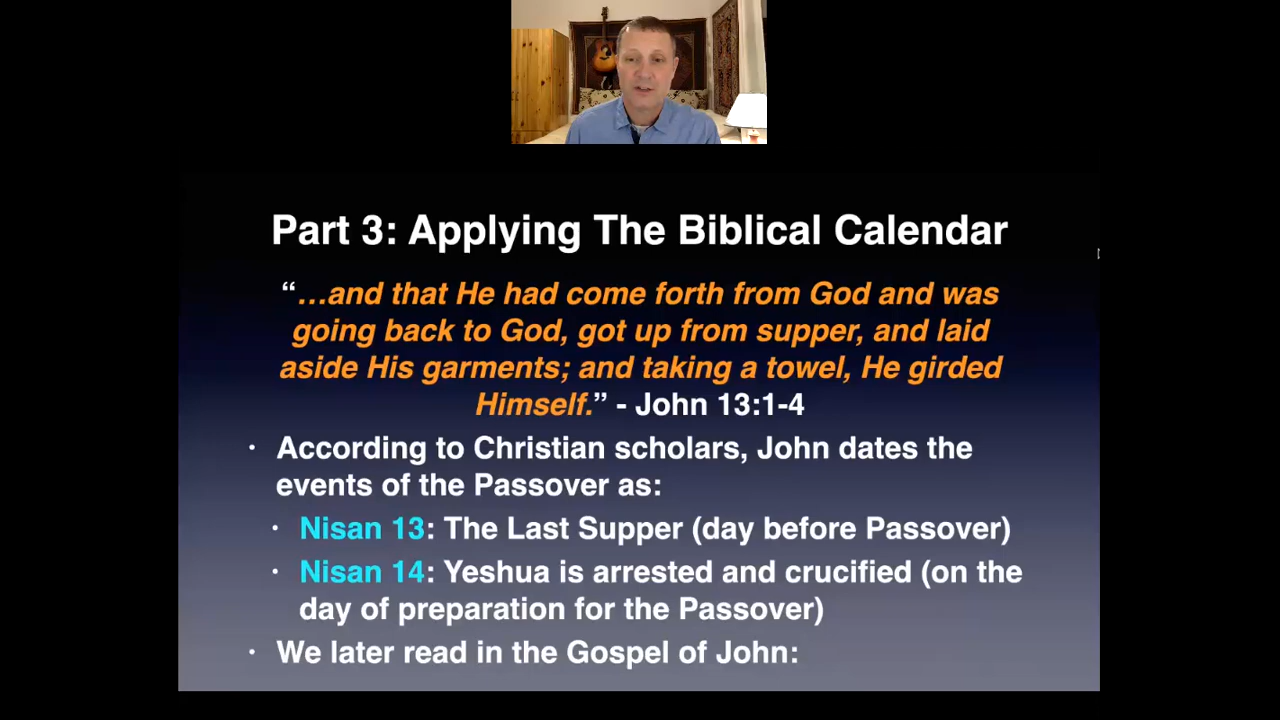 Part 3: Applying The Biblical Calendar
“…and that He had come forth from God and was
going back to God, got up from supper, and laid
aside His garments; and taking a towel, He girded
Himself.” - John 13:1-4
• According to Christian scholars, John dates the
events of the Passover as:
• Nisan 13: The Last Supper (day before Passover)
• Nisan 14: Yeshua is arrested and crucified (on the
day of preparation for the Passover)
• We later read in the Gospel of John: